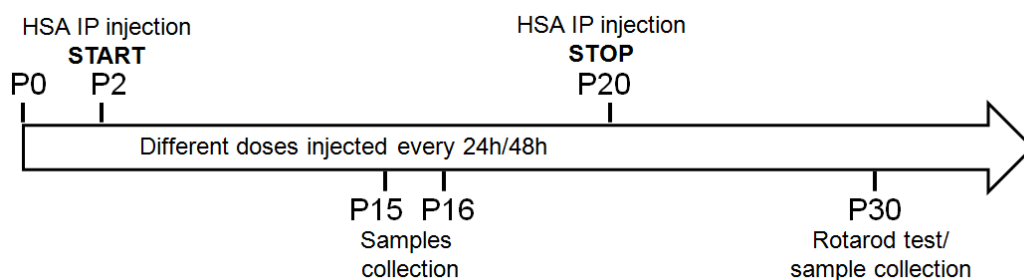 HSA IP injection
START
HSA IP injection
STOP
P0 P2 P20
Different doses injected every 24h/48h
P15 P16 P30
Samples
collection
Rotarod test/
sample collection